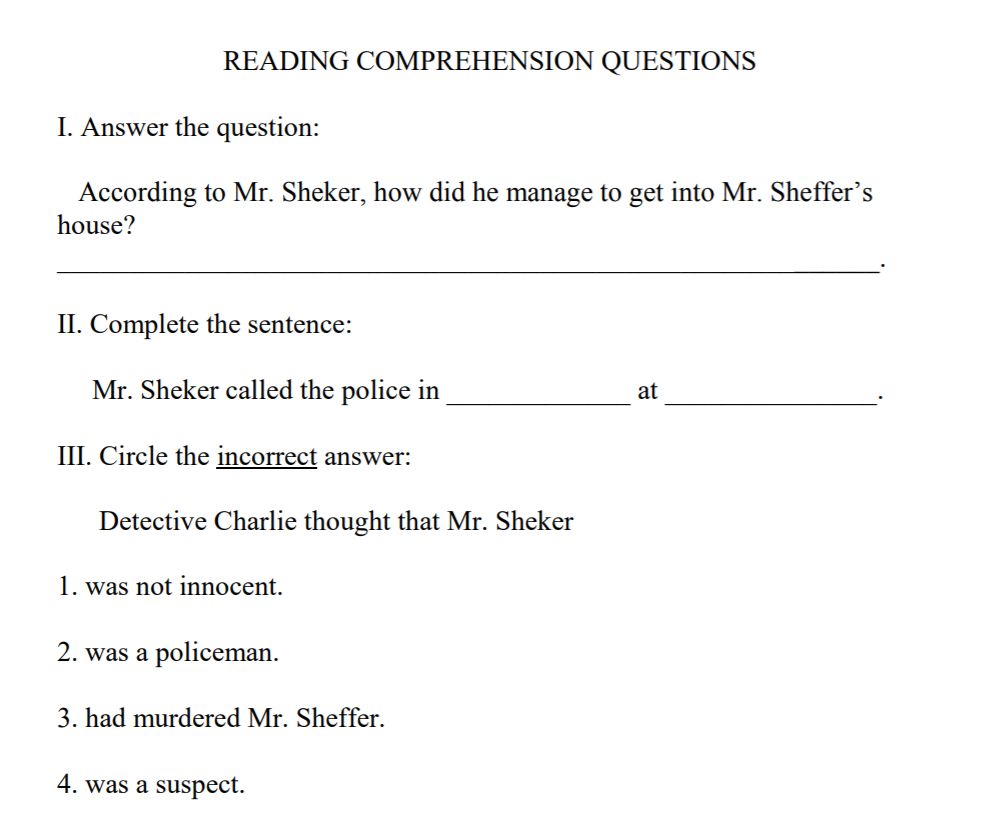 READING COMPREHENSION QUESTIONS
I. Answer the question:
According to Mr. Sheker, how did he manage to get into Mr. Sheffer’s
house?
____________________________________________________________.
II. Complete the sentence:
Mr. Sheker called the police in _____________ at _______________.
III. Circle the incorrect answer:
Detective Charlie thought that Mr. Sheker
1. was not innocent.
2. was a policeman.
3. had murdered Mr. Sheffer.
4. was a suspect.